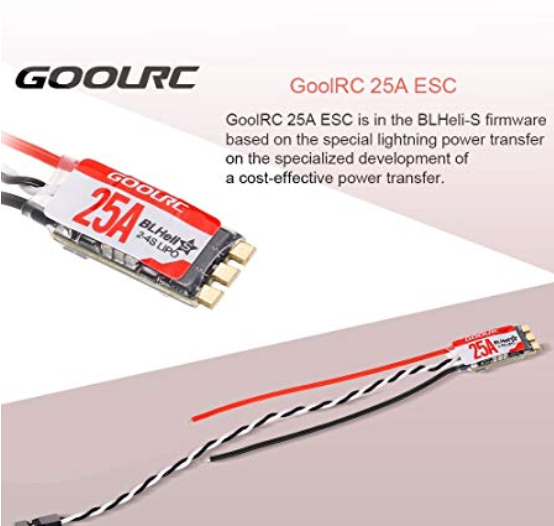 GOOLRC
GoolRC 25A ESC
GoolRC 25A ESC is in the BLHeli-S firmware
based on the special lightning power transfer
on the specialized development of
a cost-effective power transfer.
GOOLRC
25A
BLHeli
2-4S LIPO
GOOLRC
25A
BLHeli